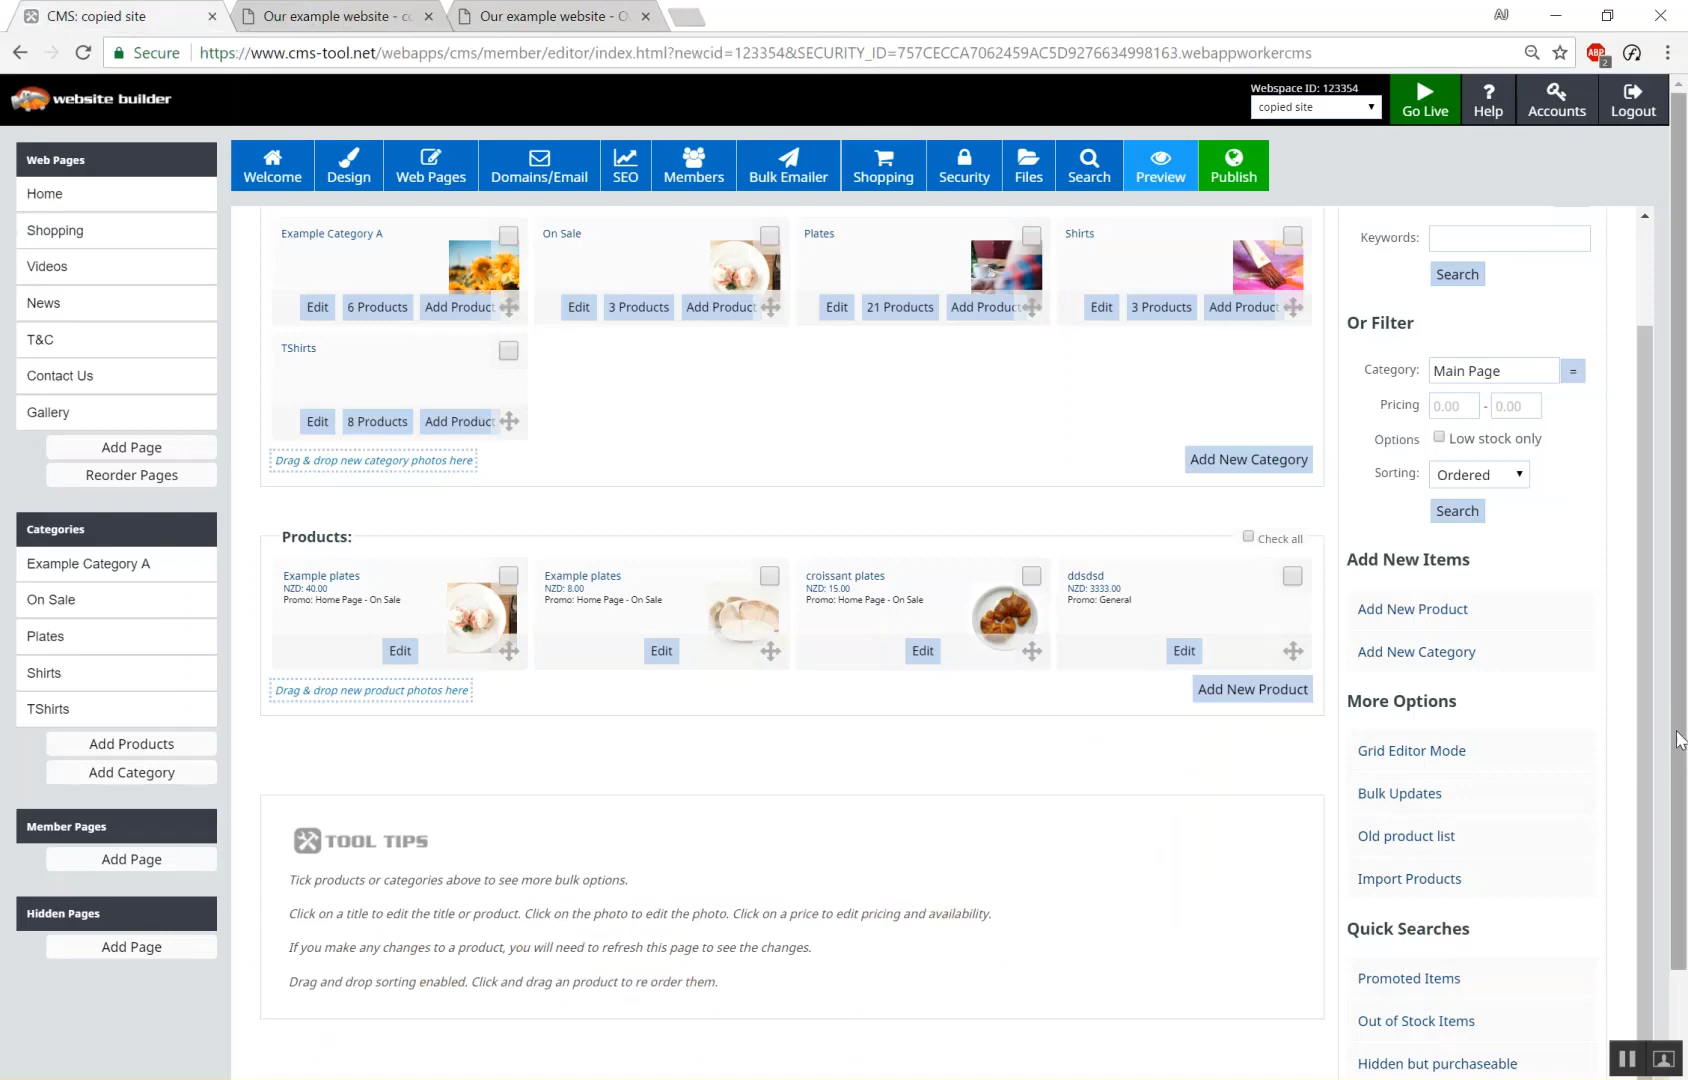 CMS: copied site
Our example website - co
Our example website - O
AJ
Secure https://www.cms-tool.net/webapps/cms/member/editor/index.html?newcid=123354&SECURITY_ID=757CECCA7062459AC5D9276634998163.webappworkercms
ABP
2
website builder
Webspace ID: 123354
copied site
Go Live
Help
Accounts
Logout
Welcome
Design
Web Pages
Domains/Email
SEO
Members
Bulk Emailer
Shopping
Security
Files
Search
Preview
Publish
Web Pages
Home
Shopping
Videos
News
T&C
Contact Us
Gallery
Add Page
Reorder Pages
Categories
Example Category A
On Sale
Plates
Shirts
TShirts
Add Products
Add Category
Member Pages
Add Page
Hidden Pages
Add Page
Example Category A
Edit 6 Products Add Product
On Sale
Edit 3 Products Add Product
Plates
Edit 21 Products Add Product
Shirts
Edit 3 Products Add Product
TShirts
Edit 8 Products Add Product
Drag & drop new category photos here
Add New Category
Products:
Check all
Example plates
NZD: 40.00
Promo: Home Page - On Sale
Edit
Example plates
NZD: 8.00
Promo: Home Page - On Sale
Edit
croissant plates
NZD: 15.00
Promo: Home Page - On Sale
Edit
ddsdsd
NZD: 3333.00
Promo: General
Edit
Drag & drop new product photos here
Add New Product
TOOL TIPS
Tick products or categories above to see more bulk options.
Click on a title to edit the title or product. Click on the photo to edit the photo. Click on a price to edit pricing and availability.
If you make any changes to a product, you will need to refresh this page to see the changes.
Drag and drop sorting enabled. Click and drag an product to re order them.
Keywords:
Search
Or Filter
Category: Main Page =
Pricing 0.00 - 0.00
Options Low stock only
Sorting: Ordered
Search
Add New Items
Add New Product
Add New Category
More Options
Grid Editor Mode
Bulk Updates
Old product list
Import Products
Quick Searches
Promoted Items
Out of Stock Items
Hidden but purchaseable